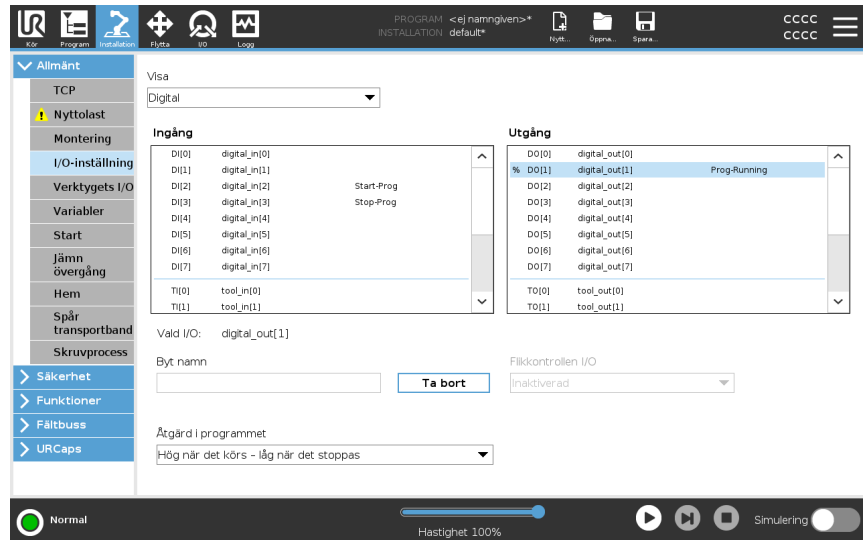 PROGRAM <ej namngiven>*
INSTALLATION default*
CCCC
CCCC
Kör Program Installation Flytta I/O Logg Nytt... Öppna... Spara...
Allmänt
TCP
Nyttolast
Montering
I/O-inställning
Verktygets I/O
Variabler
Start
Jämn
övergång
Hem
Spår
transportband
Skruvprocess
Säkerhet
Funktioner
Fältbuss
URCaps
Visa
Digital
Ingång
DI[0] digital_in[0]
DI[1] digital_in[1]
DI[2] digital_in[2] Start-Prog
DI[3] digital_in[3] Stop-Prog
DI[4] digital_in[4]
DI[5] digital_in[5]
DI[6] digital_in[6]
DI[7] digital_in[7]
TI[0] tool_in[0]
TI[1] tool_in[1]
Utgång
DO[0] digital_out[0]
% DO[1] digital_out[1] Prog-Running
DO[2] digital_out[2]
DO[3] digital_out[3]
DO[4] digital_out[4]
DO[5] digital_out[5]
DO[6] digital_out[6]
DO[7] digital_out[7]
TO[0] tool_out[0]
TO[1] tool_out[1]
Vald I/O: digital_out[1]
Byt namn
Ta bort
Flikkontrollen I/O
Inaktiverad
Åtgärd i programmet
Hög när det körs – låg när det stoppas
Normal
Hastighet 100%
Simulering